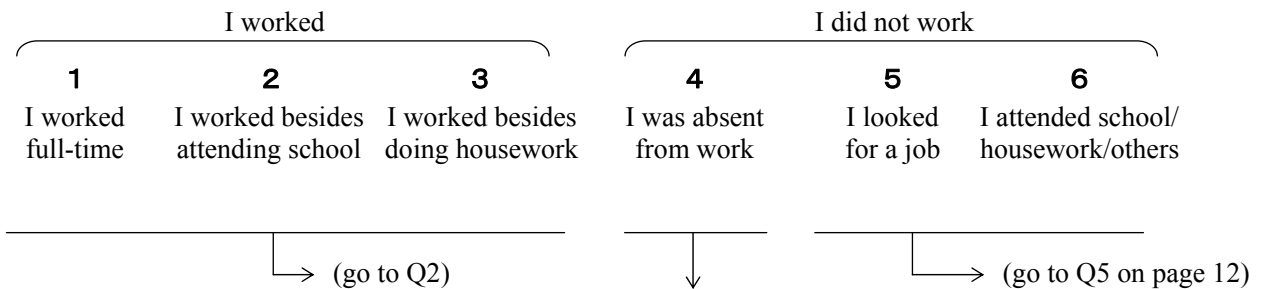 I worked I did not work
1 2 3 4 5 6
I worked I worked besides I worked besides I was absent I looked I attended school/
full-time attending school doing housework from work for a job housework/others
(go to Q2) (go to Q5 on page 12)